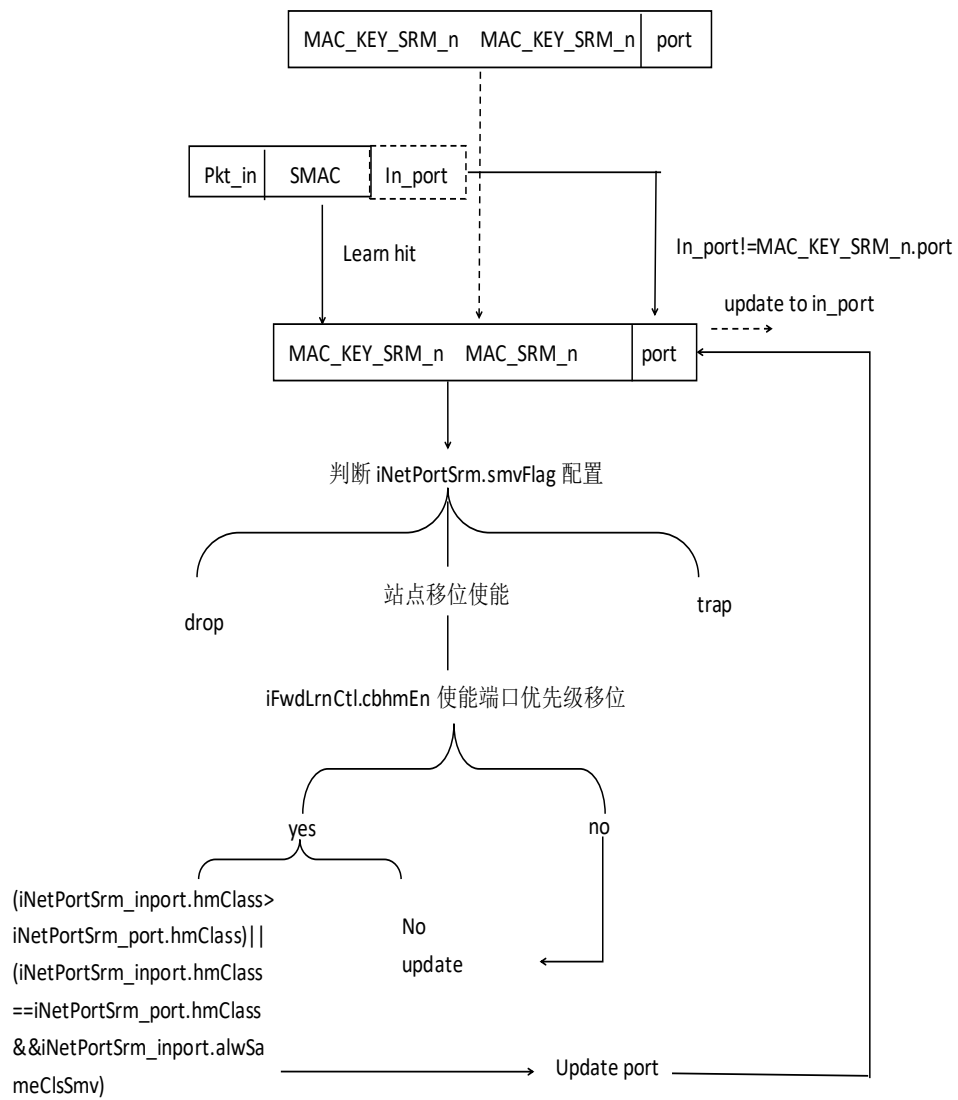 MAC_KEY_SRM_n MAC_KEY_SRM_n port
Pkt_in SMAC In_port
Learn hit
In_port!=MAC_KEY_SRM_n.port
update to in_port
MAC_KEY_SRM_n MAC_SRM_n port
判断 iNetPortSrm.smvFlag 配置
drop
站点移位使能
trap
iFwdLrnCtl.cbhmEn 使能端口优先级移位
yes
no
(iNetPortSrm_inport.hmClass>
iNetPortSrm_port.hmClass)||
(iNetPortSrm_inport.hmClass
==iNetPortSrm_port.hmClass
&&iNetPortSrm_inport.alwSa
meClsSmv)
No
update
Update port